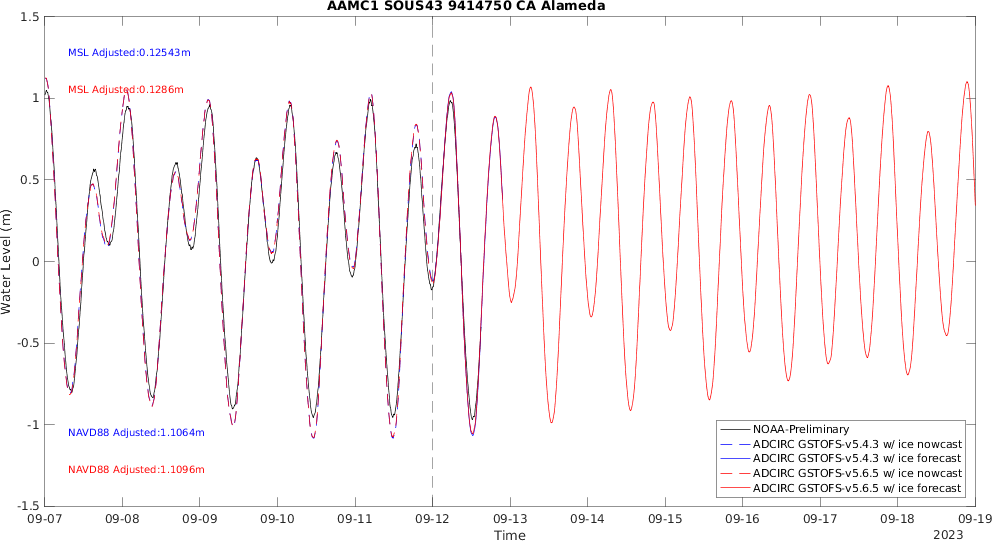 AAMC1 SOUS43 9414750 CA Alameda
1.5
MSL Adjusted:0.12543m
MSL Adjusted:0.1286m
1
0.5
0
-0.5
-1
-1.5
Water Level (m)
NAVD88 Adjusted:1.1064m
NAVD88 Adjusted:1.1096m
NOAA-Preliminary
ADCIRC GSTOFS-v5.4.3 w/ ice nowcast
ADCIRC GSTOFS-v5.4.3 w/ ice forecast
ADCIRC GSTOFS-v5.6.5 w/ ice nowcast
ADCIRC GSTOFS-v5.6.5 w/ ice forecast
09-07 09-08 09-09 09-10 09-11 09-12 09-13 09-14 09-15 09-16 09-17 09-18 09-19
Time
2023